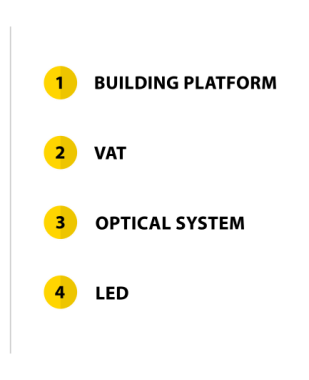 1 BUILDING PLATFORM
2 VAT
3 OPTICAL SYSTEM
4 LED